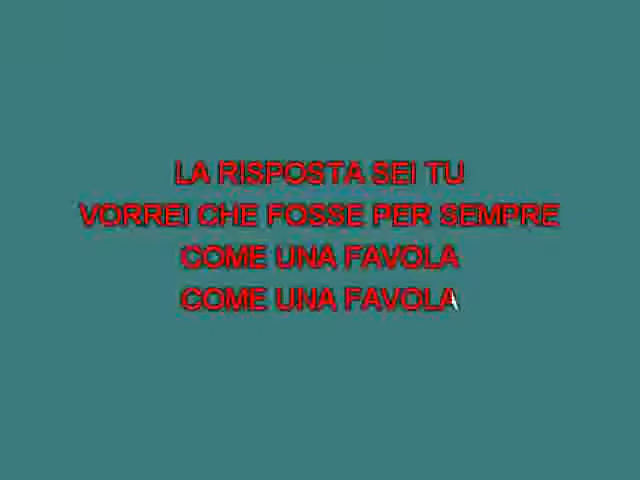 LA RISPOSTA SEI TU
VORREI CHE FOSSE PER SEMPRE
COME UNA FAVOLA
COME UNA FAVOLA